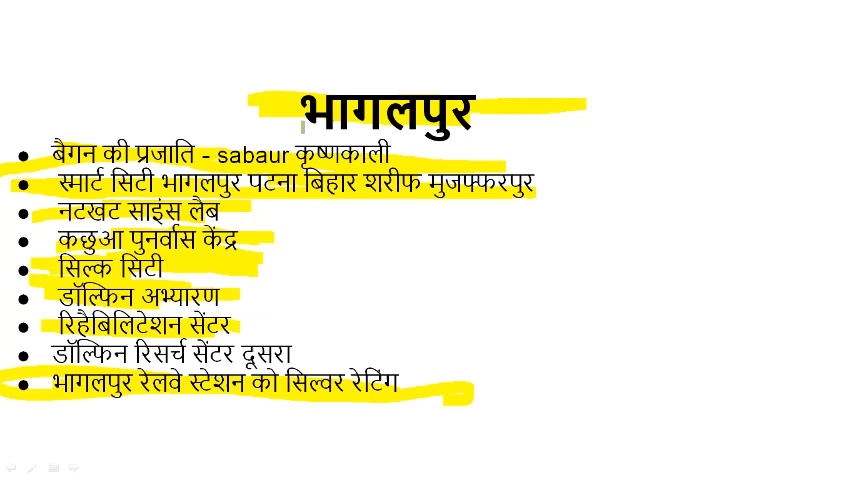 भागलपुर
● बैगन की प्रजाति - sabaur कृष्णकाली
● स्मार्ट सिटी भागलपुर पटना बिहार शरीफ मुजफ्फरपुर
● नटखट साइंस लैब
● कछुआ पुनर्वास केंद्र
● सिल्क सिटी
● डॉल्फिन अभ्यारण
● रिहैबिलिटेशन सेंटर
● डॉल्फिन रिसर्च सेंटर दूसरा
● भागलपुर रेलवे स्टेशन को सिल्वर रेटिंग